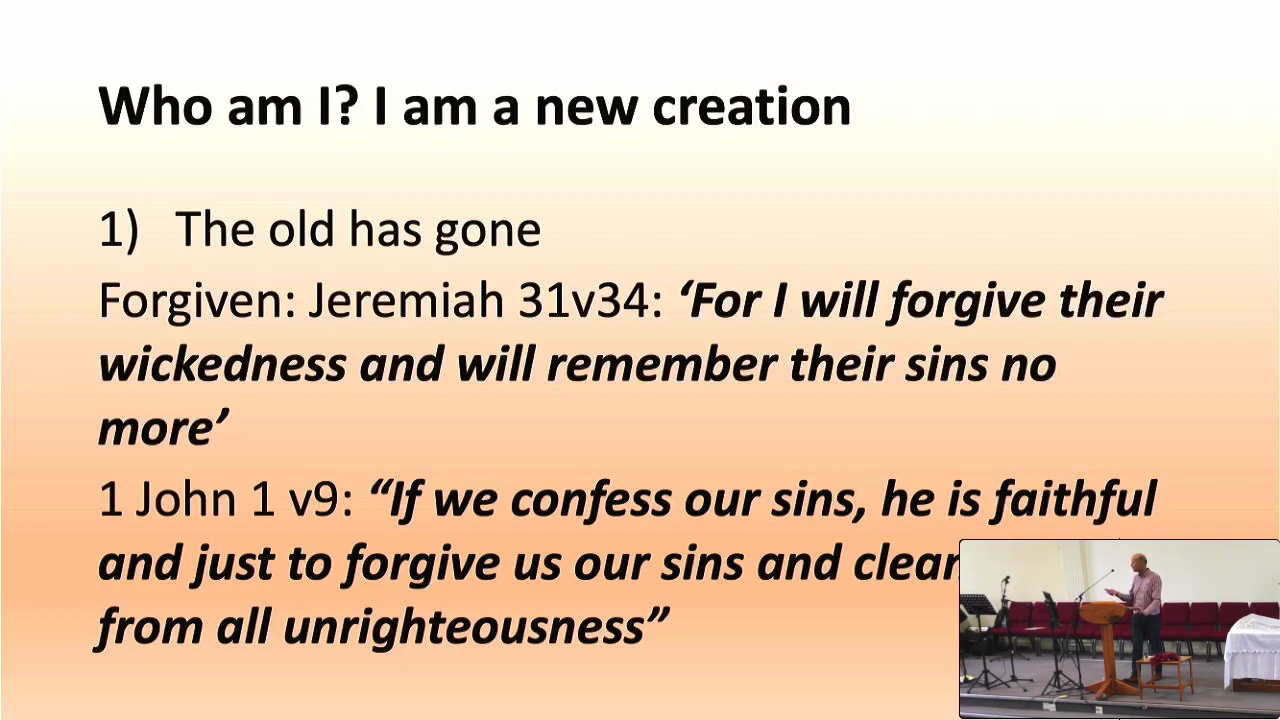 Who am I? I am a new creation
1) The old has gone
Forgiven: Jeremiah 31v34: ‘For I will forgive their
wickedness and will remember their sins no
more’
1 John 1 v9: “If we confess our sins, he is faithful
and just to forgive us our sins and
from all unrighteousness”